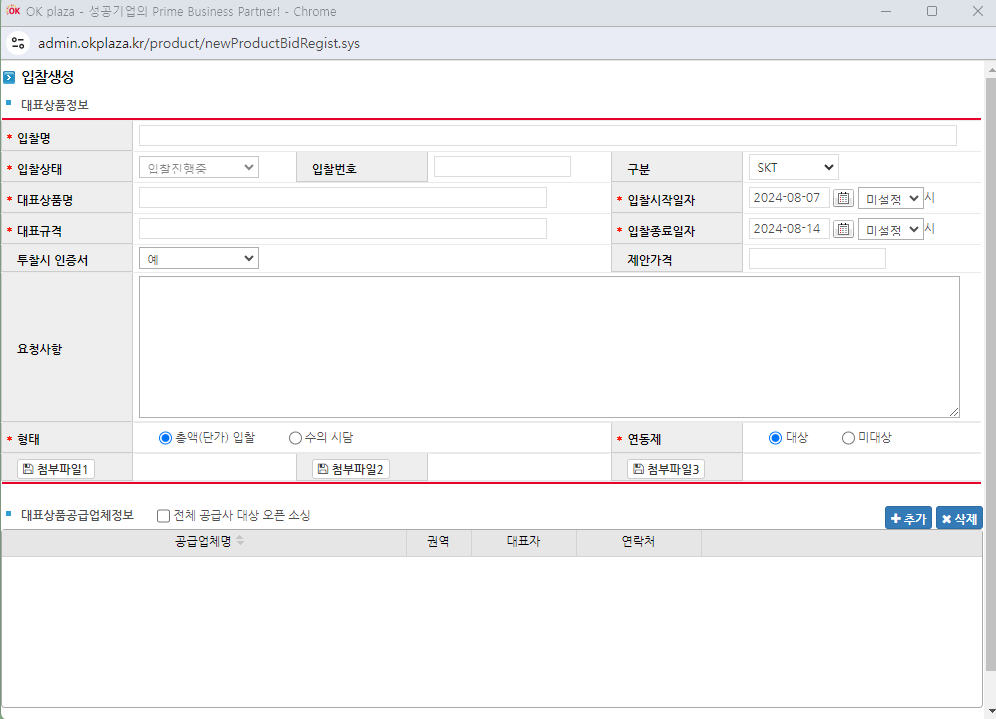 OK plaza - 성공기업의 Prime Business Partner! - Chrome
admin.okplaza.kr/product/newProductBidRegist.sys
입찰생성
대표상품정보
* 입찰명
* 입찰상태 입찰진행중 입찰번호 구분 SKT
* 대표상품명 * 입찰시작일자 2024-08-07 미설정 시
* 대표규격 * 입찰종료일자 2024-08-14 미설정 시
투찰시 인증서 예 제안가격
요청사항
* 형태 총액(단가) 입찰 수의 시담 * 연동제 대상 미대상
첨부파일1 첨부파일2 첨부파일3
대표상품공급업체정보 전체 공급사 대상 오픈 소싱 추가 삭제
공급업체명 권역 대표자 연락처